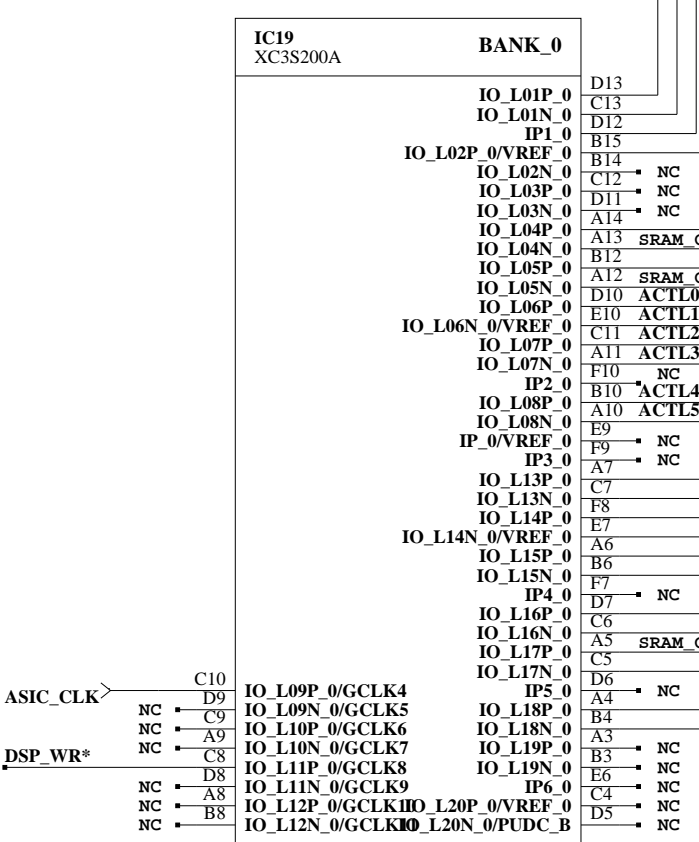 IC19
XC3S200A
BANK_0
IO_L01P_0 D13
IO_L01N_0 C13
IP1_0 D12
IO_L02P_0/VREF_0 B15
IO_L02N_0 B14 NC
IO_L03P_0 C12 NC
IO_L03N_0 D11 NC
IO_L04P_0 A14
IO_L04N_0 A13 SRAM_
IO_L05P_0 B12
IO_L05N_0 A12 SRAM_
IO_L06P_0 D10 ACTL0
IO_L06N_0/VREF_0 E10 ACTL1
IO_L07P_0 C11 ACTL2
IO_L07N_0 A11 ACTL3
IP2_0 F10 NC
IO_L08P_0 B10 ACTL4
IO_L08N_0 A10 ACTL5
IP_0/VREF_0 E9 NC
IP3_0 F9 NC
IO_L13P_0 A7
IO_L13N_0 C7
IO_L14P_0 F8
IO_L14N_0/VREF_0 E7
IO_L15P_0 A6
IO_L15N_0 B6
IP4_0 F7 NC
IO_L16P_0 D7
IO_L16N_0 C6
IO_L17P_0 A5 SRAM_
IO_L17N_0 C5
ASIC_CLK C10 IO_L09P_0/GCLK4 IP5_0 D6 NC
NC D9 IO_L09N_0/GCLK5 IO_L18P_0 A4
NC C9 IO_L10P_0/GCLK6 IO_L18N_0 B4
NC A9 IO_L10N_0/GCLK7 IO_L19P_0 A3 NC
DSP_WR* C8 IO_L11P_0/GCLK8 IO_L19N_0 B3 NC
NC D8 IO_L11N_0/GCLK9 IP6_0 E6 NC
NC A8 IO_L12P_0/GCLK IO_L20P_0/VREF_0 C4 NC
NC B8 IO_L12N_0/GCLK IO_L20N_0/PUDC_B D5 NC